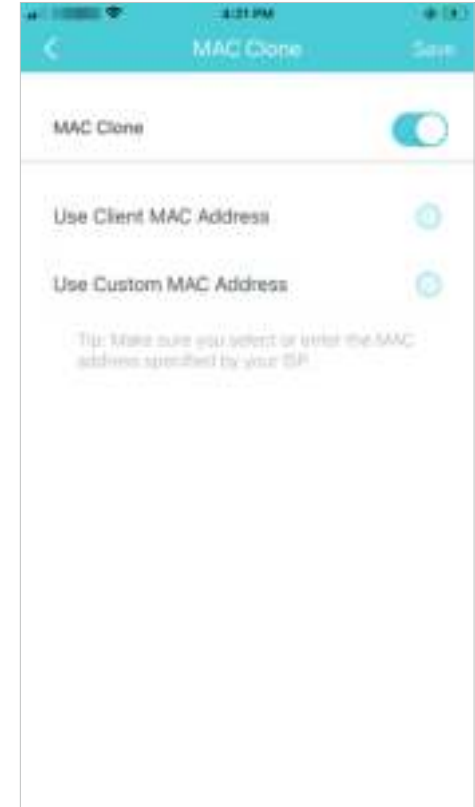 4:21 PM
MAC Clone
Save
MAC Clone
Use Client MAC Address
Use Custom MAC Address
Tip: Make sure you select or enter the MAC
address specified by your ISP.